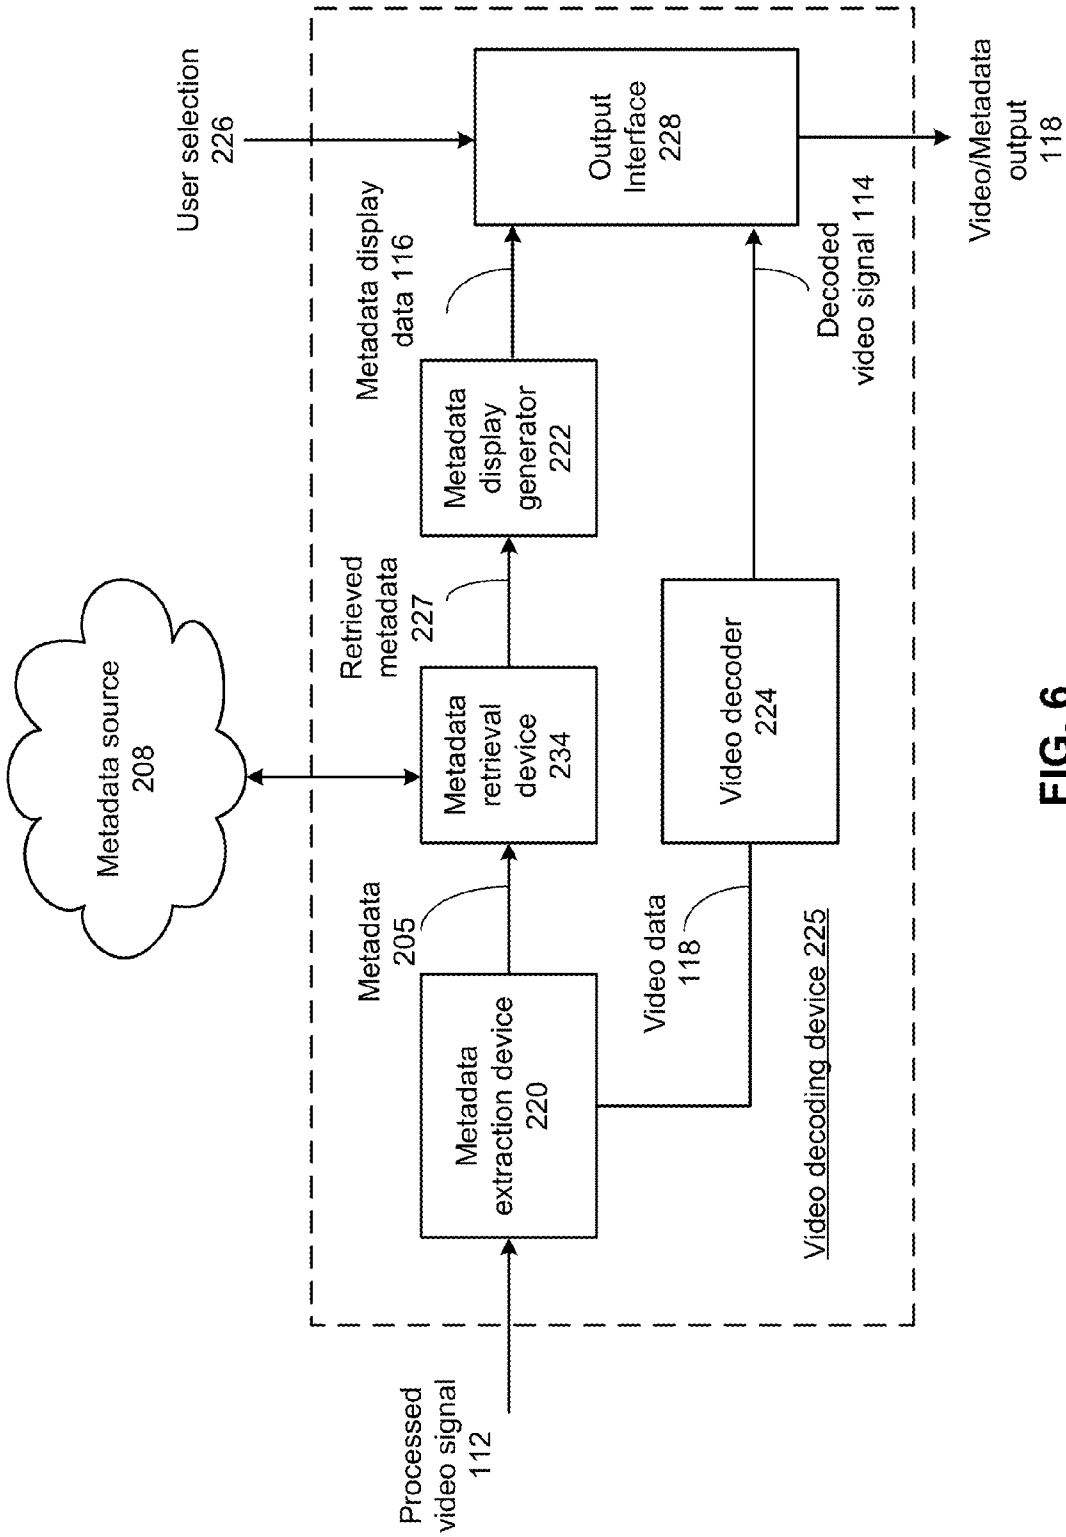 Metadata source
208
User selection
226
Processed
video signal
112
Metadata
extraction device
220
Metadata
205
Metadata
retrieval
device
234
Retrieved
metadata
227
Metadata
display
generator
222
Metadata display
data 116
Output
Interface
228
Video data
118
Video decoder
224
Decoded
video signal 114
Video/Metadata
output
118
Video decoding device 225
FIG. 6